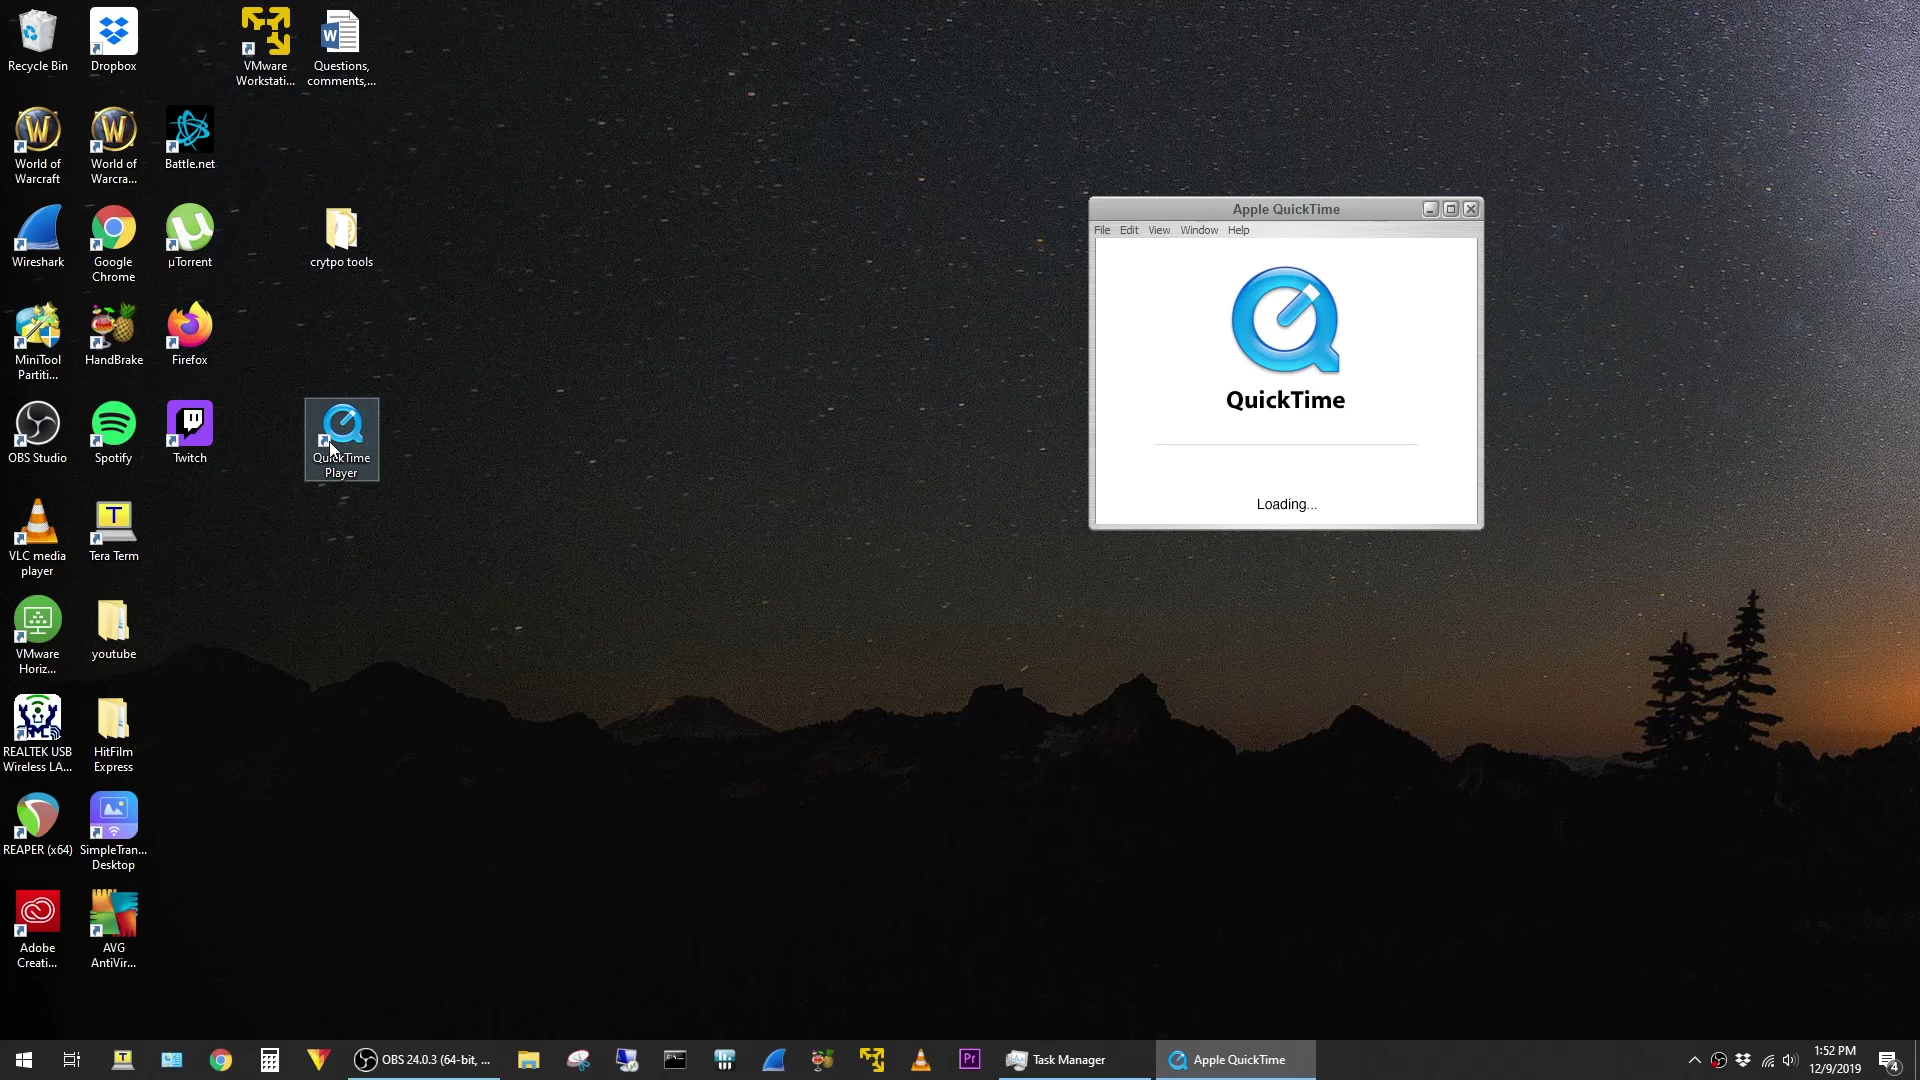 Recycle Bin
Dropbox
VMware
Workstati...
Questions,
comments,...
World of
Warcraft
World of
Warcra...
Battle.net
Wireshark
Google
Chrome
µTorrent
crytpo tools
MiniTool
Partiti...
HandBrake
Firefox
OBS Studio
Spotify
Twitch
QuickTime
Player
VLC media
player
Tera Term
VMware
Horiz...
youtube
REALTEK USB
Wireless LA...
HitFilm
Express
REAPER (x64)
SimpleTran...
Desktop
Adobe
Creati...
AVG
AntiVir...
Apple QuickTime
File Edit View Window Help
QuickTime
Loading...
OBS 24.0.3 (64-bit, ...
Pr
Task Manager
Apple QuickTime
1:52 PM
12/9/2019
4